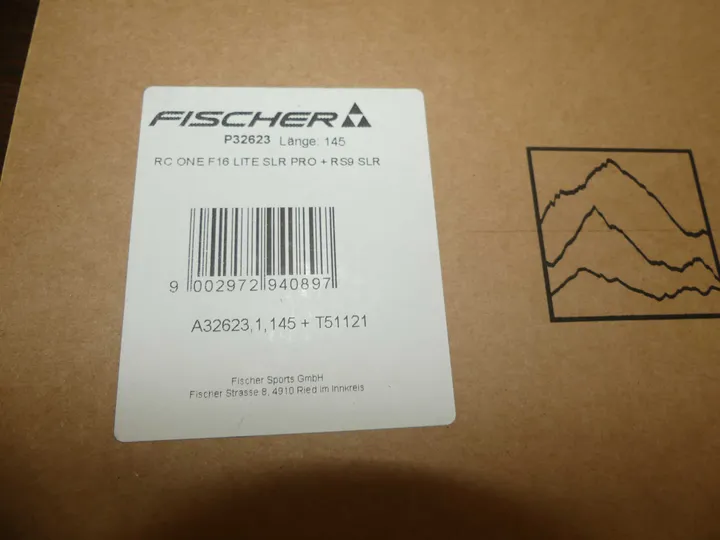 FISCHER
P32623 Länge: 145
RC ONE F16 LITE SLR PRO + RS9 SLR
9 002972 940897
A32623,1,145 + T51121
Fischer Sports GmbH
Fischer Strasse 8, 4910 Ried im Innkreis